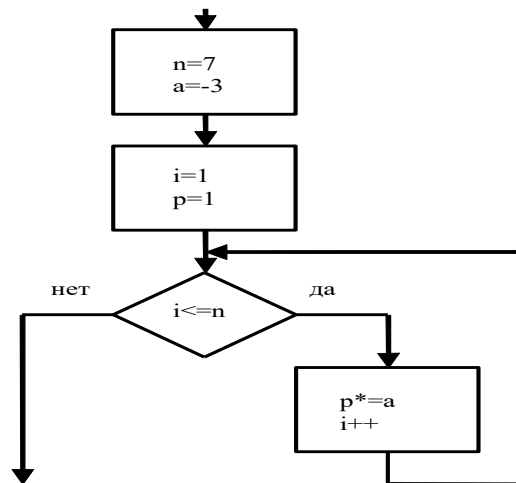 n=7
a=-3
i=1
p=1
нет
i<=n
да
p*=a
i++